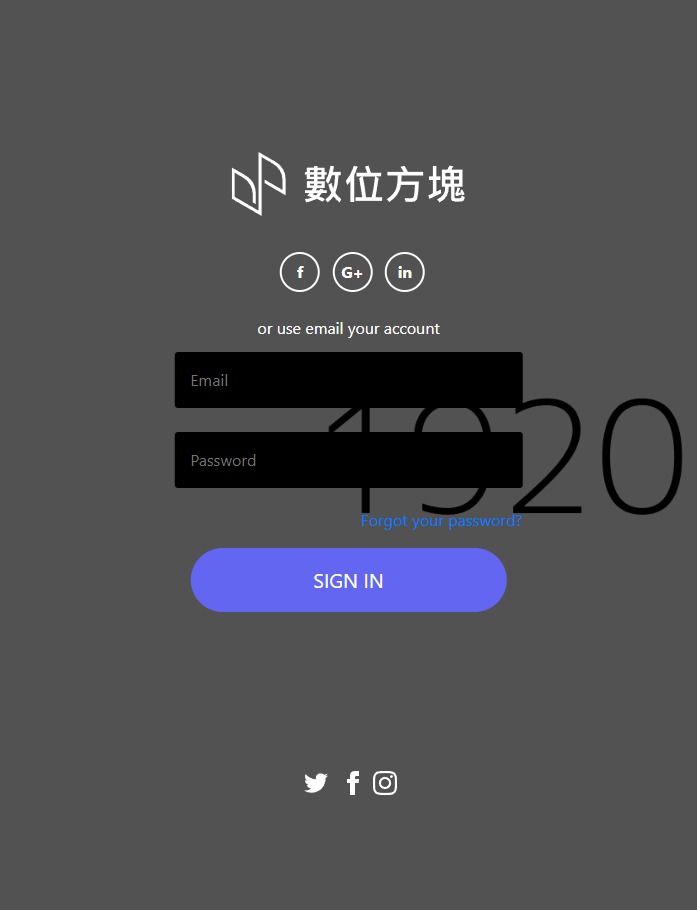 數位方塊
f G+ in
or use email your account
Email
1920
Password
Forgot your password?
SIGN IN